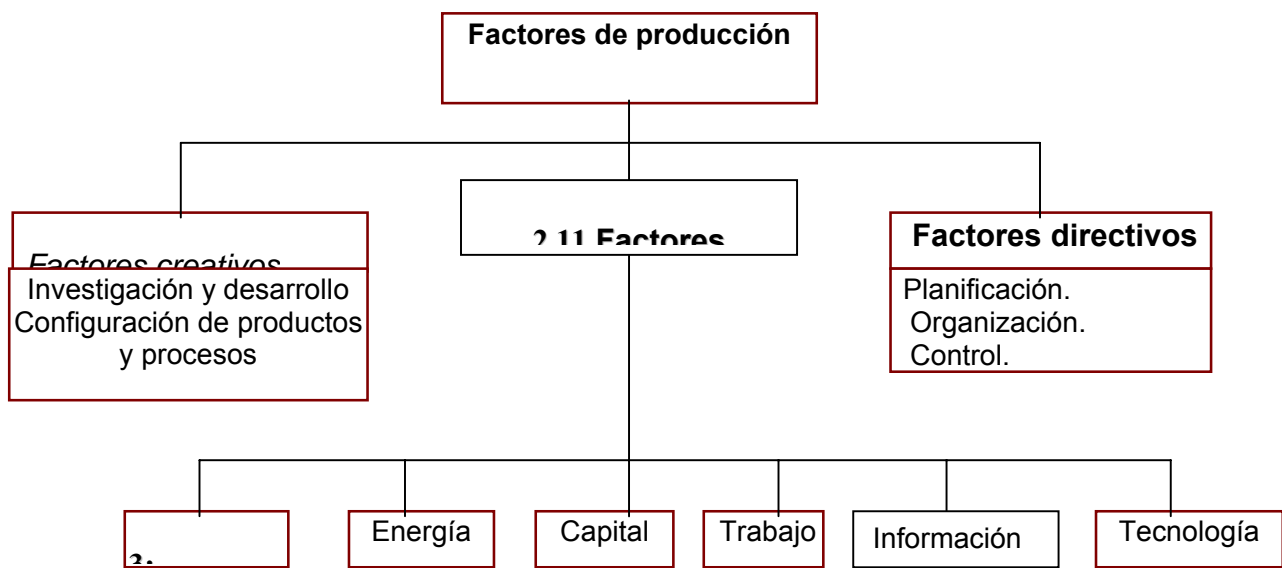 Factores de producción
2.11 Factores
Factores directivos
Factores creativos
Investigación y desarrollo
Configuración de productos
y procesos
Planificación.
Organización.
Control.
Energía
Capital
Trabajo
Información
Tecnología